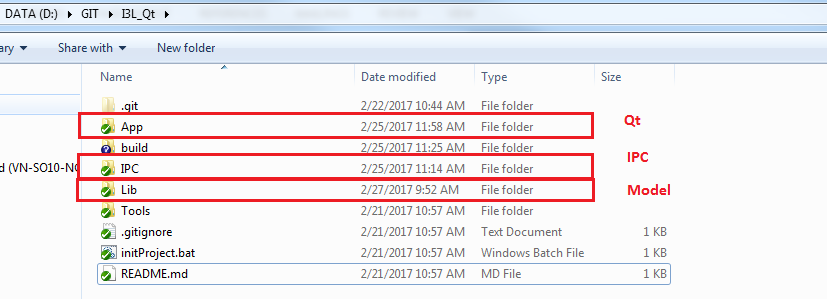 DATA (D:) GIT I3L_Qt
ary Share with New folder
Name Date modified Type Size
.git 2/22/2017 10:44 AM File folder
App 2/25/2017 11:58 AM File folder Qt
build 2/25/2017 11:25 AM File folder
IPC 2/25/2017 11:14 AM File folder IPC
d (VN-SO10-NC
Lib 2/27/2017 9:52 AM File folder Model
Tools 2/21/2017 10:57 AM File folder
.gitignore 2/21/2017 10:57 AM Text Document 1 KB
initProject.bat 2/21/2017 10:57 AM Windows Batch File 1 KB
README.md 2/21/2017 10:57 AM MD File 1 KB